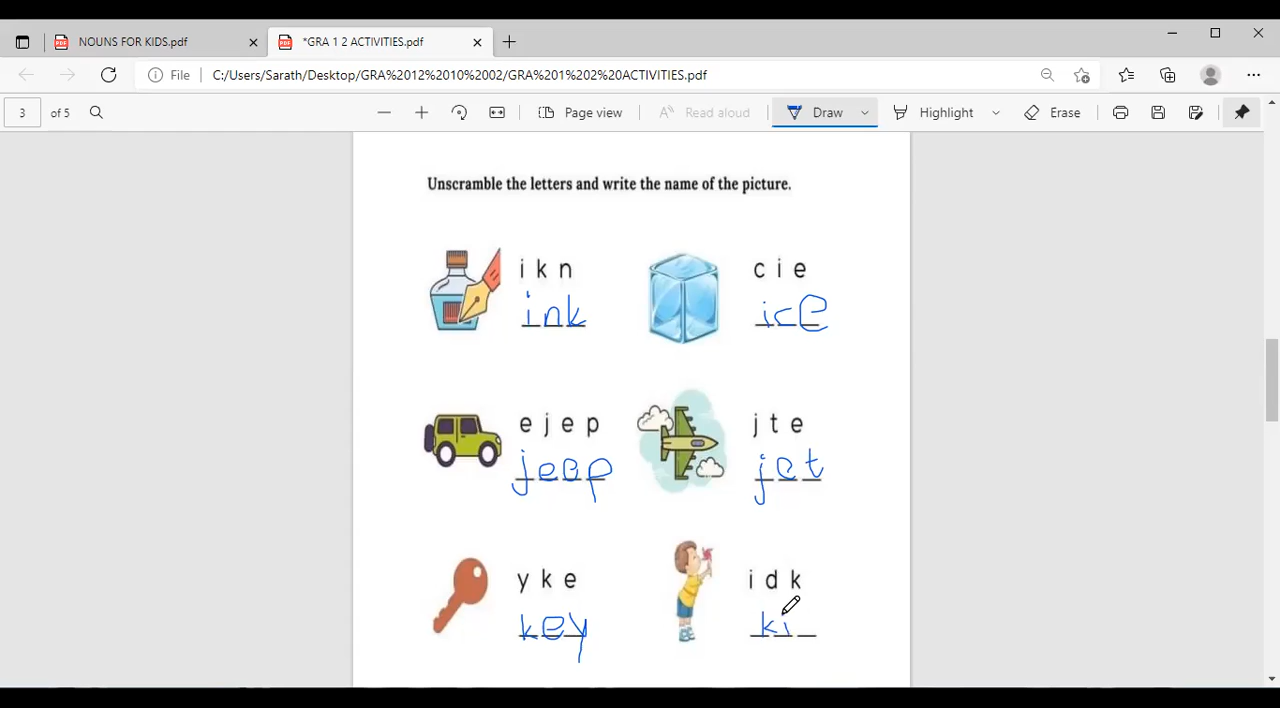 NOUNS FOR KIDS.pdf
*GRA 1 2 ACTIVITIES.pdf
File C:/Users/Sarath/Desktop/GRA%2012%2010%2002/GRA%201%202%20ACTIVITIES.pdf
3 of 5 Page view Read aloud Draw Highlight Erase
Unscramble the letters and write the name of the picture.
i k n c i e
ink ice
e j e p j t e
jeep jet
y k e i d k
key ki